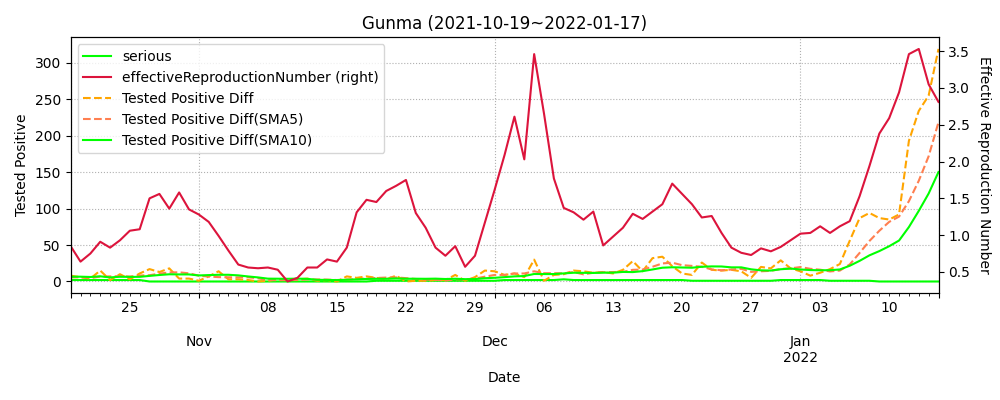 Gunma (2021-10-19~2022-01-17)
serious
effectiveReproductionNumber (right)
Tested Positive Diff
Tested Positive Diff(SMA5)
Tested Positive Diff(SMA10)
Tested Positive
300
250
200
150
100
50
0
3.5
3.0
2.5
2.0
1.5
1.0
0.5
Effective Reproduction Number
25 08 15 22 29 06 13 20 27 03 10
Nov Dec Jan
2022
Date